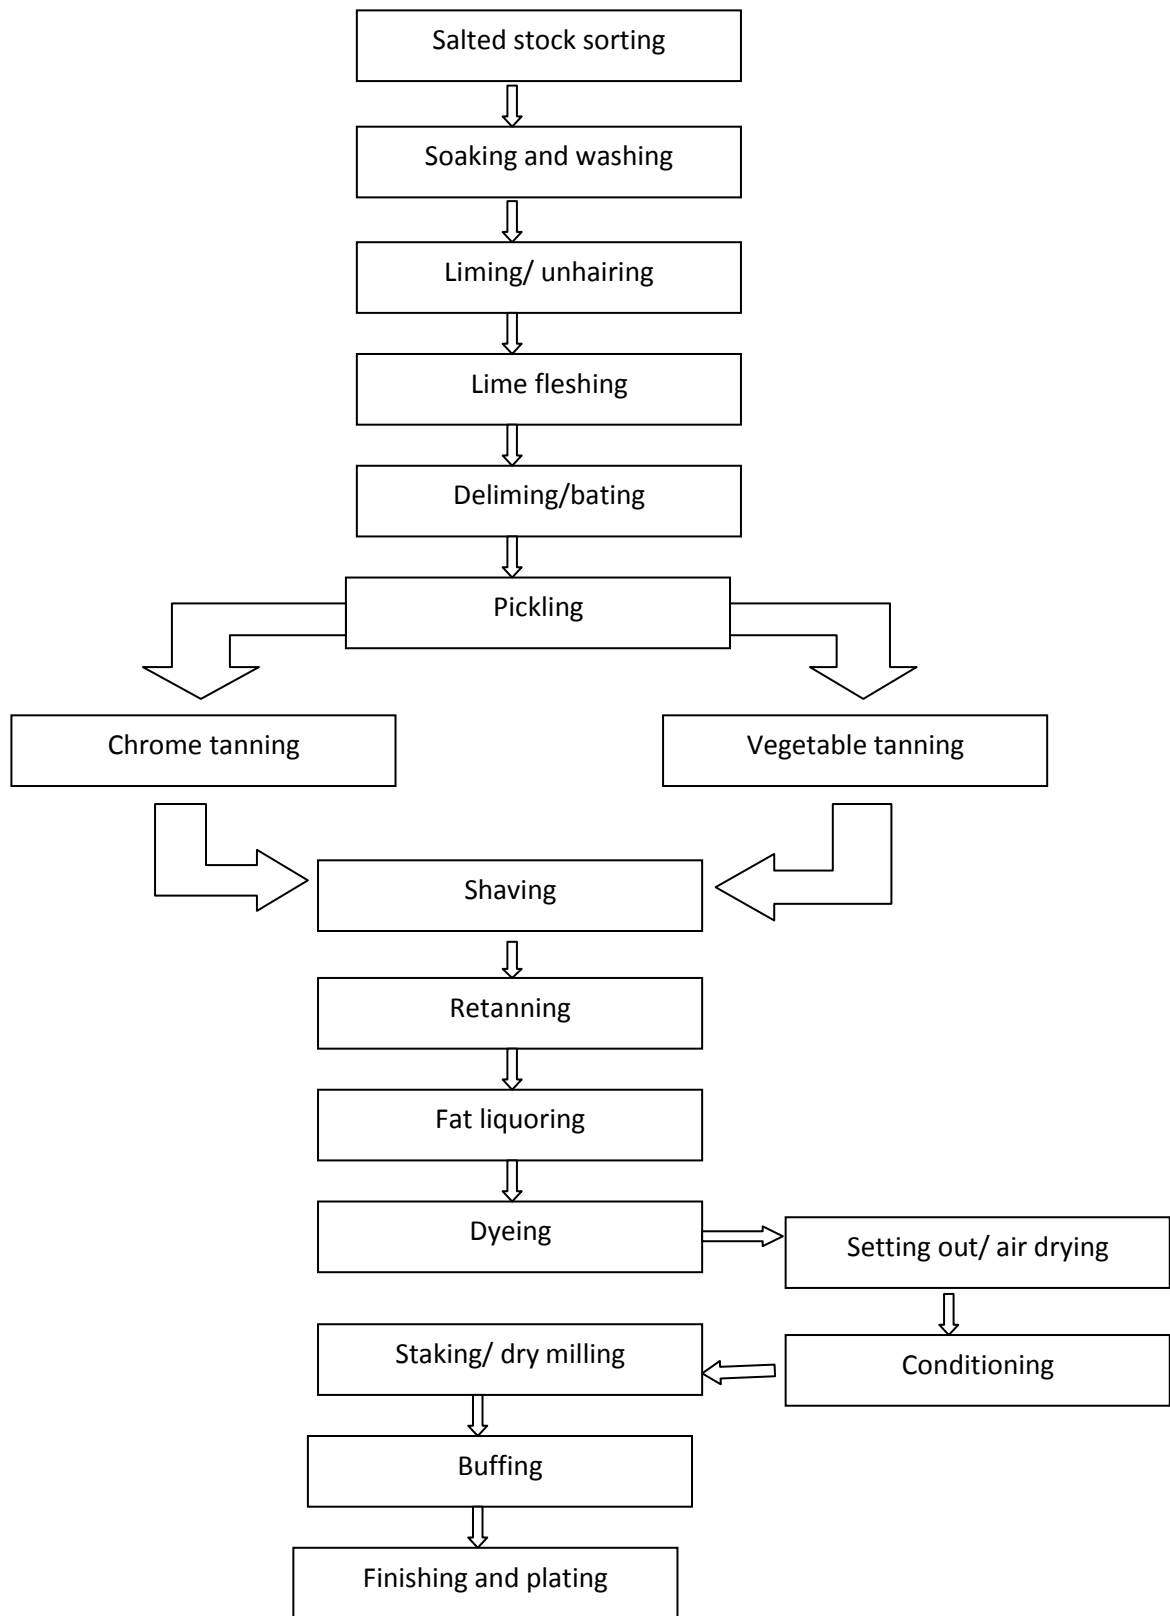 Salted stock sorting
Soaking and washing
Liming/ unhairing
Lime fleshing
Deliming/bating
Pickling
Chrome tanning
Vegetable tanning
Shaving
Retanning
Fat liquoring
Dyeing
Setting out/ air drying
Staking/ dry milling
Conditioning
Buffing
Finishing and plating